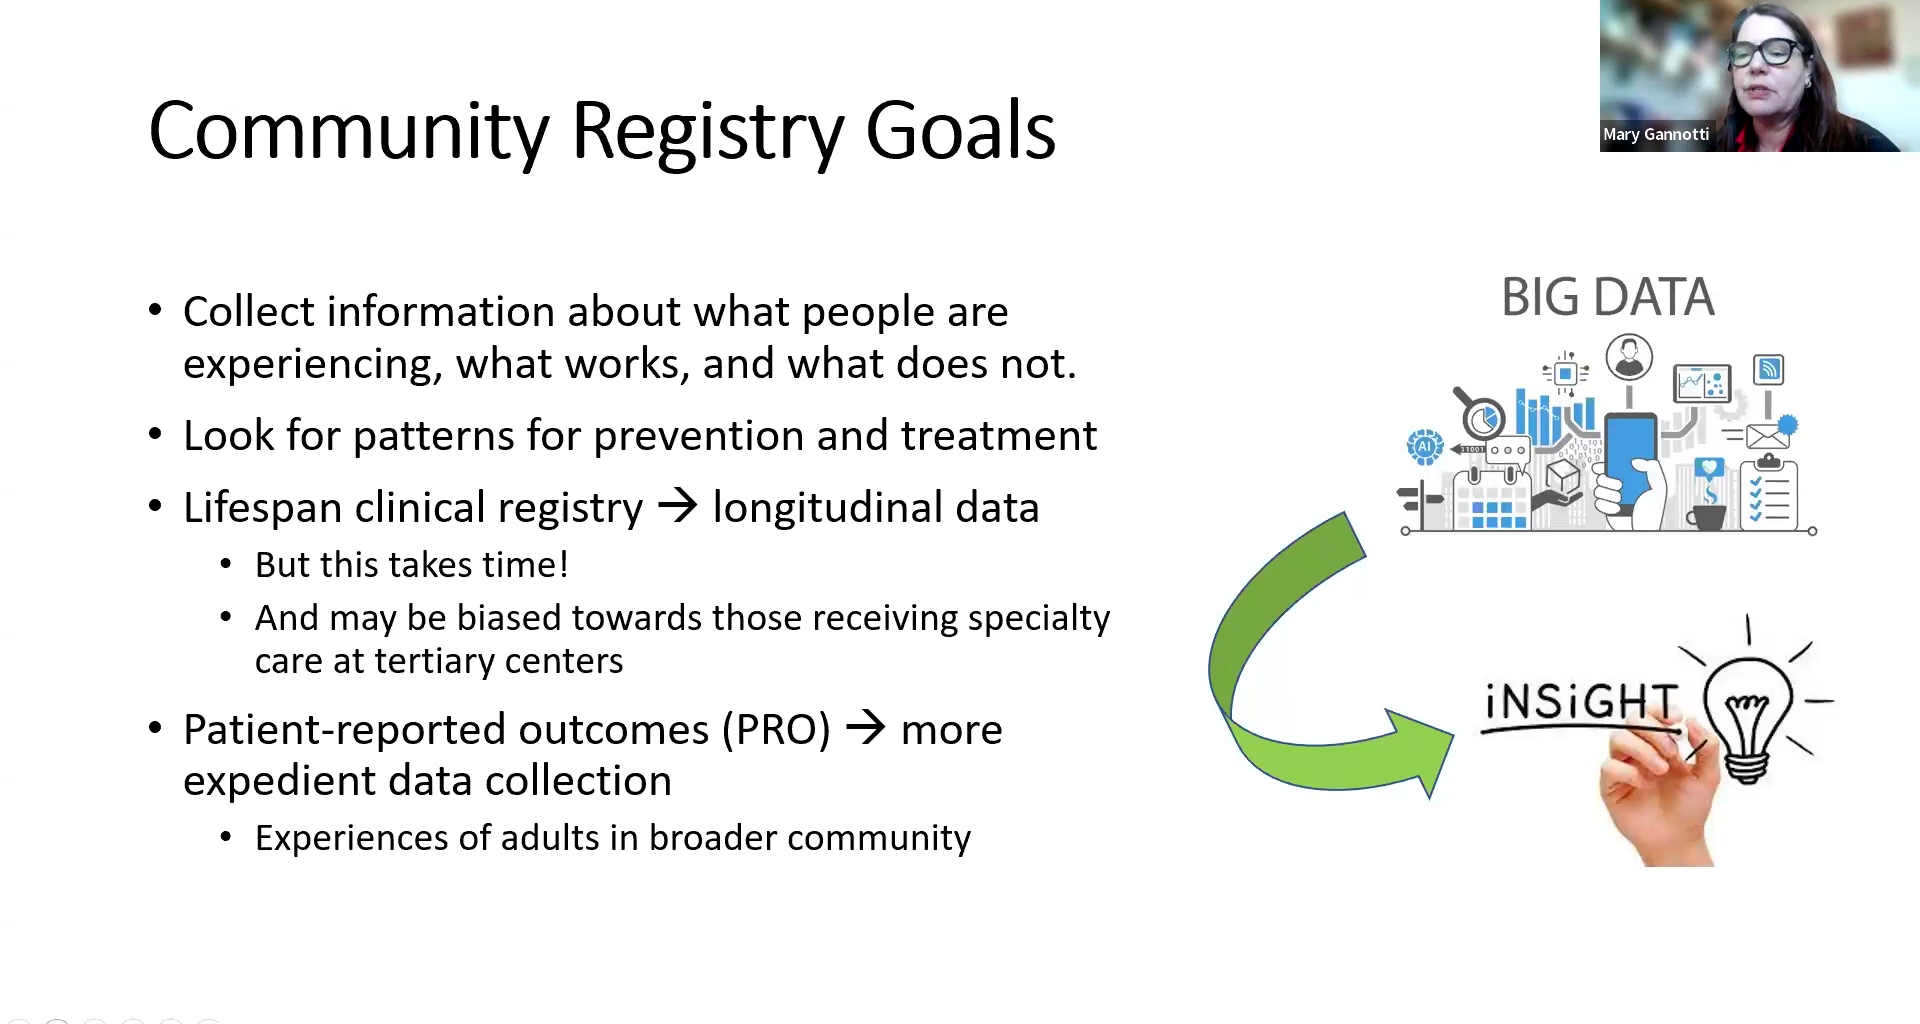 Mary Gannotti
Community Registry Goals
• Collect information about what people are
experiencing, what works, and what does not.
• Look for patterns for prevention and treatment
• Lifespan clinical registry → longitudinal data
• But this takes time!
• And may be biased towards those receiving specialty
care at tertiary centers
• Patient-reported outcomes (PRO) → more
expedient data collection
• Experiences of adults in broader community
BIG DATA
AI
11001
iNSiGHT